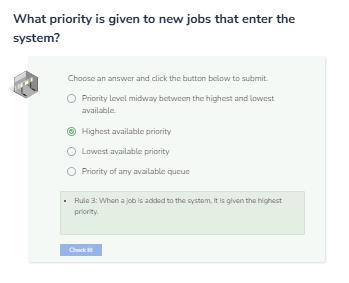 What priority is given to new jobs that enter the
system?
Choose an answer and click the button below to submit.
Priority level midway between the highest and lowest
available.
Highest available priority
Lowest available priority
Priority of any available queue
Rule 3: When a job is added to the system, it is given the highest
priority.
Check It!